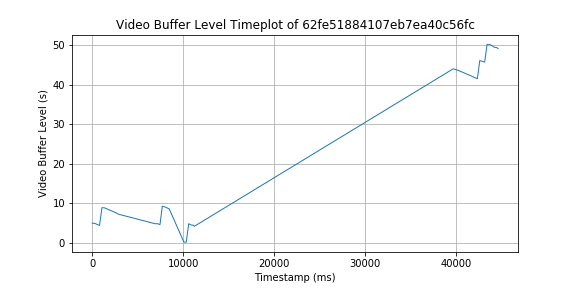 Video Buffer Level Timeplot of 62fe51884107eb7ea40c56fc
50
40
30
20
10
0
Video Buffer Level (s)
0 10000 20000 30000 40000
Timestamp (ms)